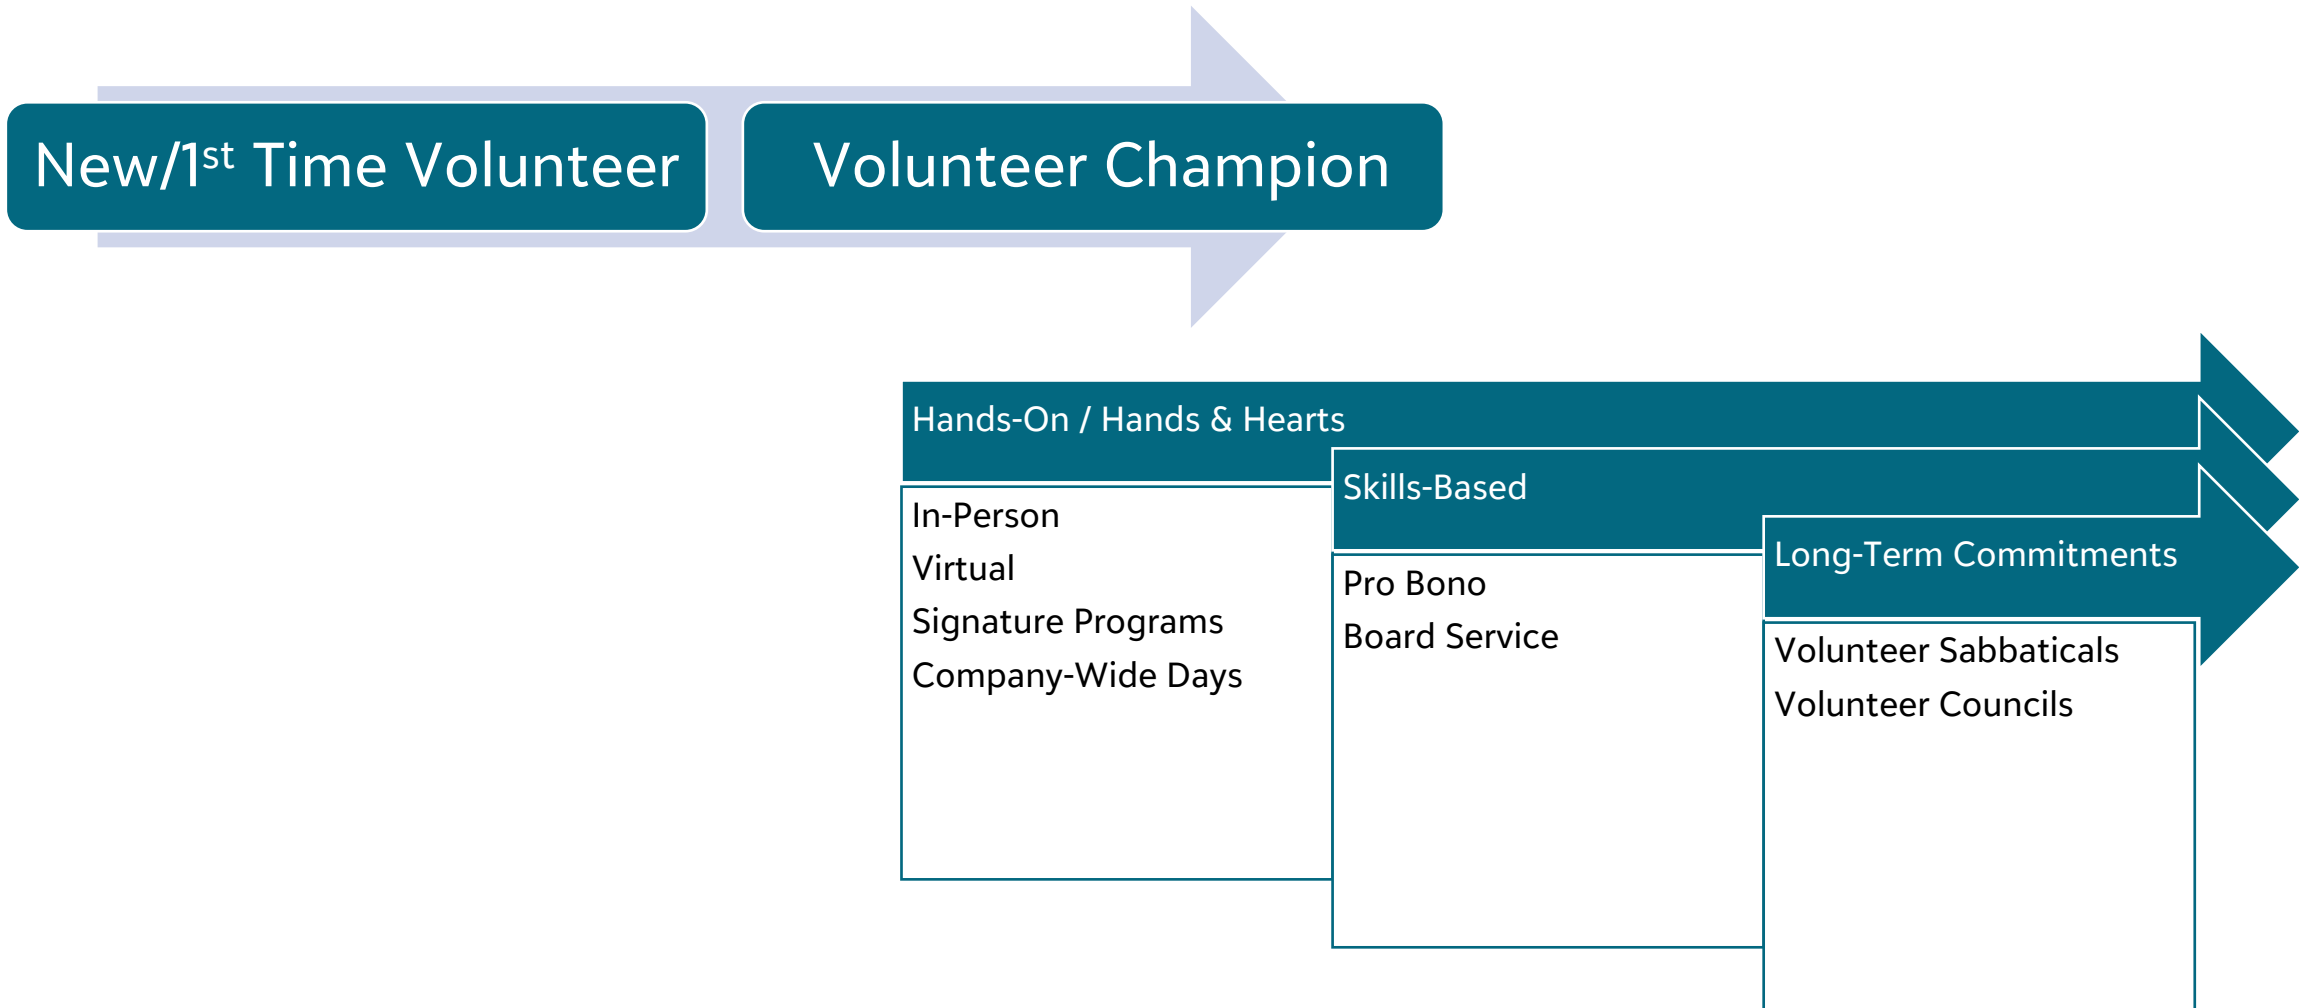 New/1st Time Volunteer
Volunteer Champion
Hands-On / Hands & Hearts
In-Person
Virtual
Signature Programs
Company-Wide Days
Skills-Based
Pro Bono
Board Service
Long-Term Commitments
Volunteer Sabbaticals
Volunteer Councils